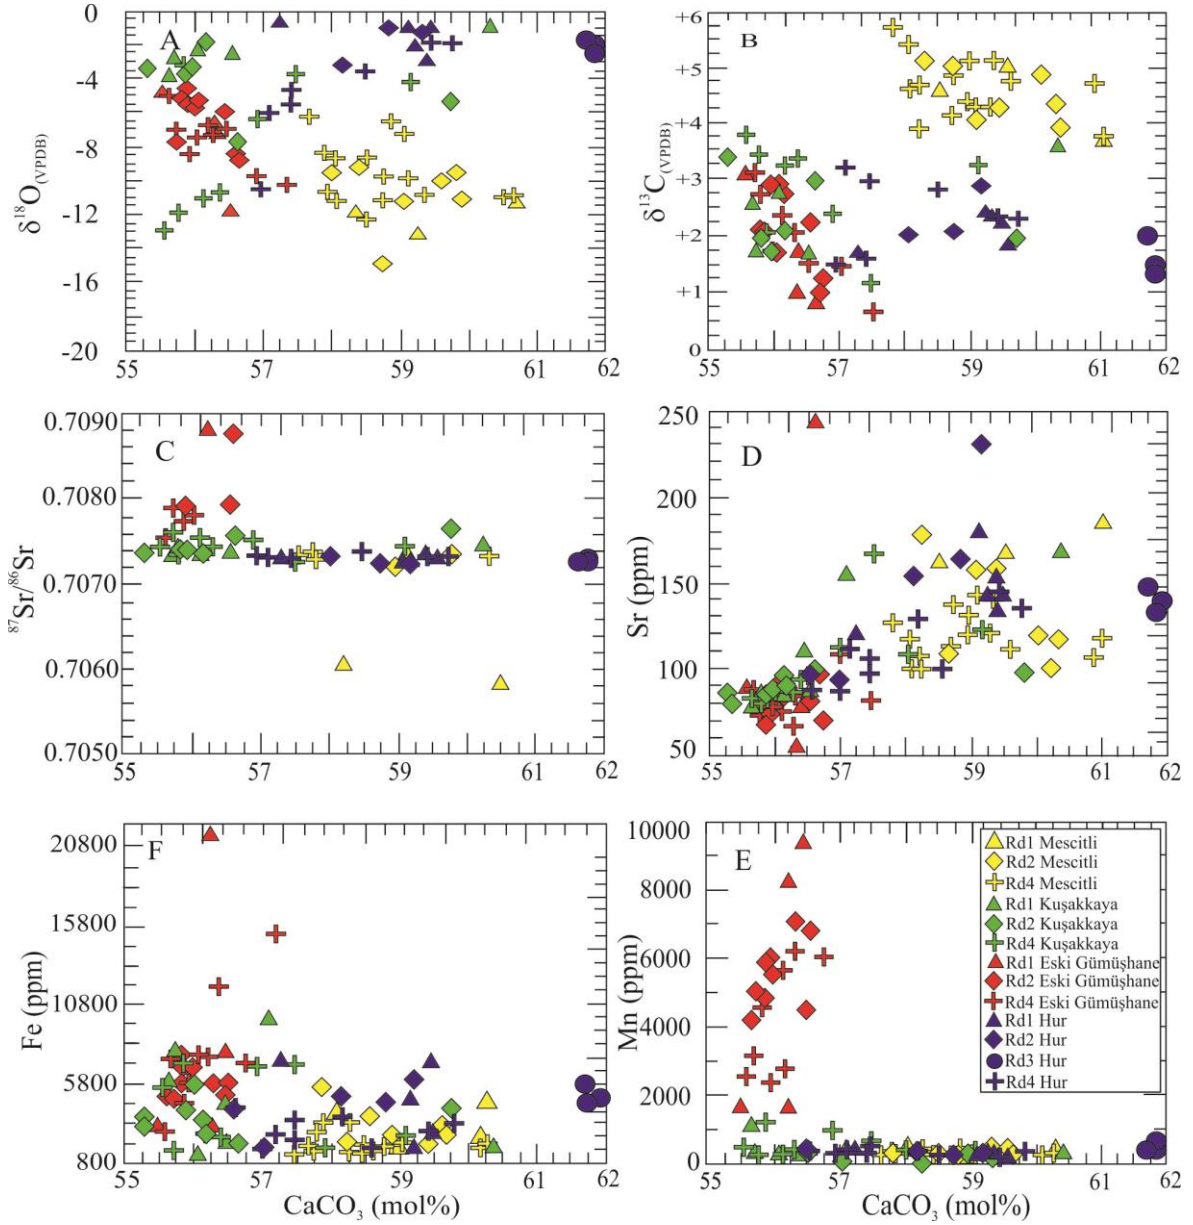 A
δ¹⁸O(VPDB)
0
-4
-8
-12
-16
-20
55
57
59
61
62
B
δ¹³C(VPDB)
+6
+5
+4
+3
+2
+1
0
55
57
59
61
62
C
⁸⁷Sr/⁸⁶Sr
0.7090
0.7080
0.7070
0.7060
0.7050
55
57
59
61
62
D
Sr (ppm)
250
200
150
100
50
55
57
59
61
62
F
Fe (ppm)
20800
15800
10800
5800
800
55
57
59
61
62
CaCO₃ (mol%)
E
Mn (ppm)
10000
8000
6000
4000
2000
0
55
57
59
61
62
CaCO₃ (mol%)
Rd1 Mescitli
Rd2 Mescitli
Rd4 Mescitli
Rd1 Kuşakkaya
Rd2 Kuşakkaya
Rd4 Kuşakkaya
Rd1 Eski Gümüşhane
Rd2 Eski Gümüşhane
Rd4 Eski Gümüşhane
Rd1 Hur
Rd2 Hur
Rd3 Hur
Rd4 Hur